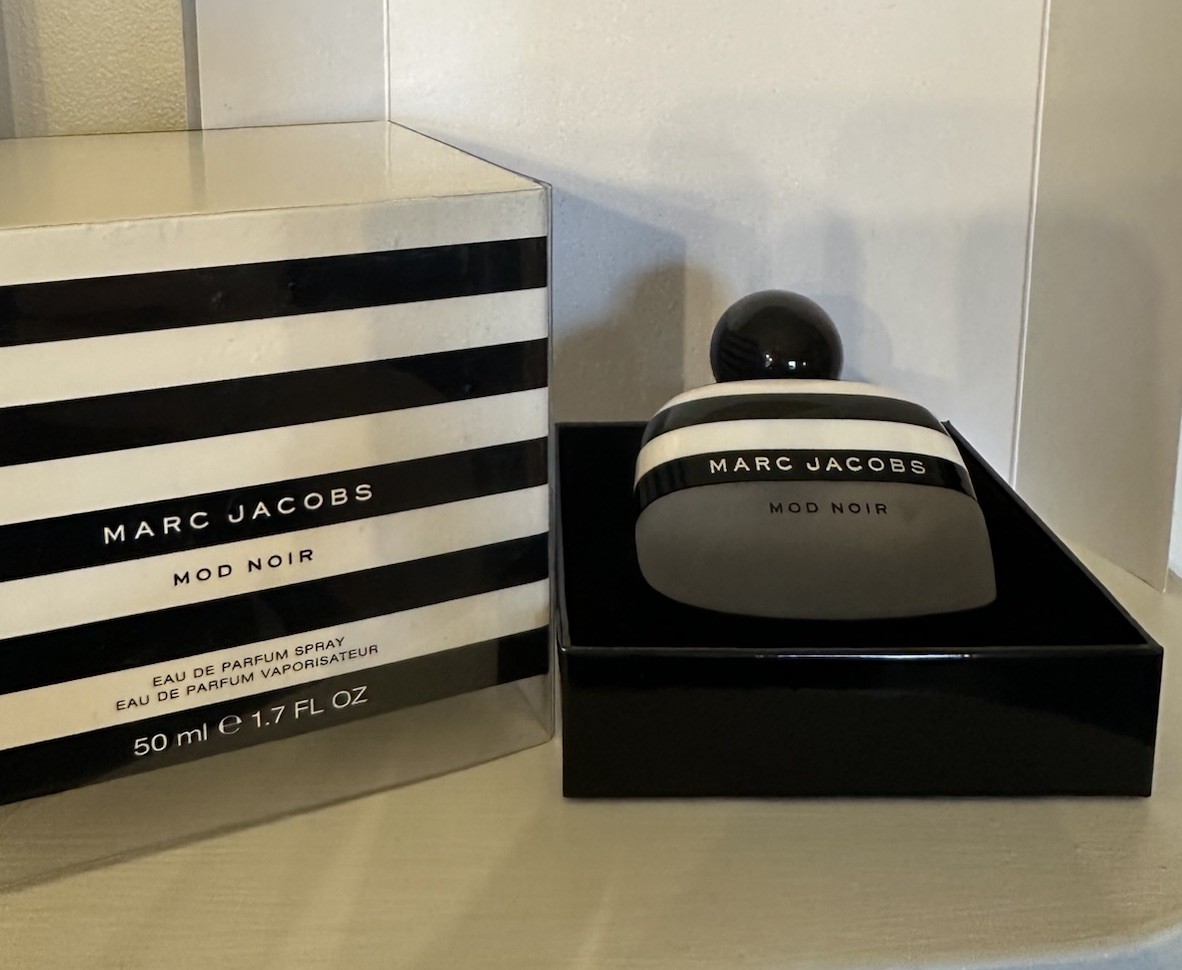 MARC JACOBS
MOD NOIR
EAU DE PARFUM SPRAY
EAU DE PARFUM VAPORISATEUR
50 ml ℮ 1.7 FL OZ
MARC JACOBS
MOD NOIR